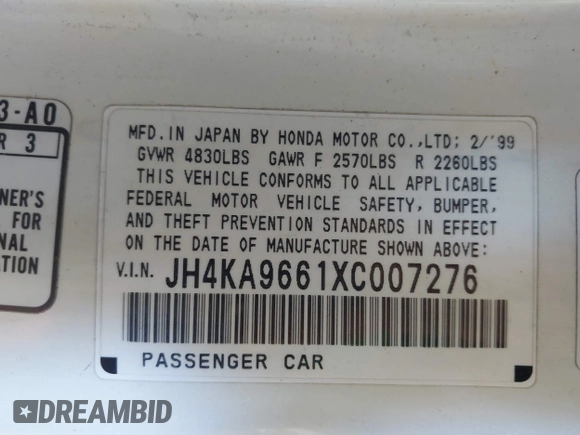 3-A0
R 3
NER'S
FOR
NAL
ATION
MFD.IN JAPAN BY HONDA MOTOR CO.,LTD; 2/'99
GVWR 4830LBS GAWR F 2570LBS R 2260LBS
THIS VEHICLE CONFORMS TO ALL APPLICABLE
FEDERAL MOTOR VEHICLE SAFETY, BUMPER,
AND THEFT PREVENTION STANDARDS IN EFFECT
ON THE DATE OF MANUFACTURE SHOWN ABOVE:
V.I.N. JH4KA9661XC007276
PASSENGER CAR
DREAMBID